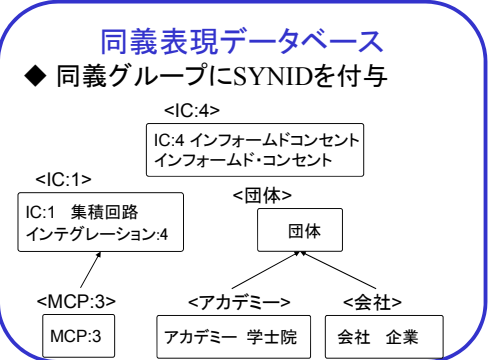 同義表現データベース
◆ 同義グループにSYNIDを付与
<IC:4>
IC:4 インフォームドコンセント
インフォームド・コンセント
<IC:1>
IC:1 集積回路
インテグレーション:4
<団体>
団体
<MCP:3>
MCP:3
<アカデミー>
アカデミー 学士院
<会社>
会社 企業